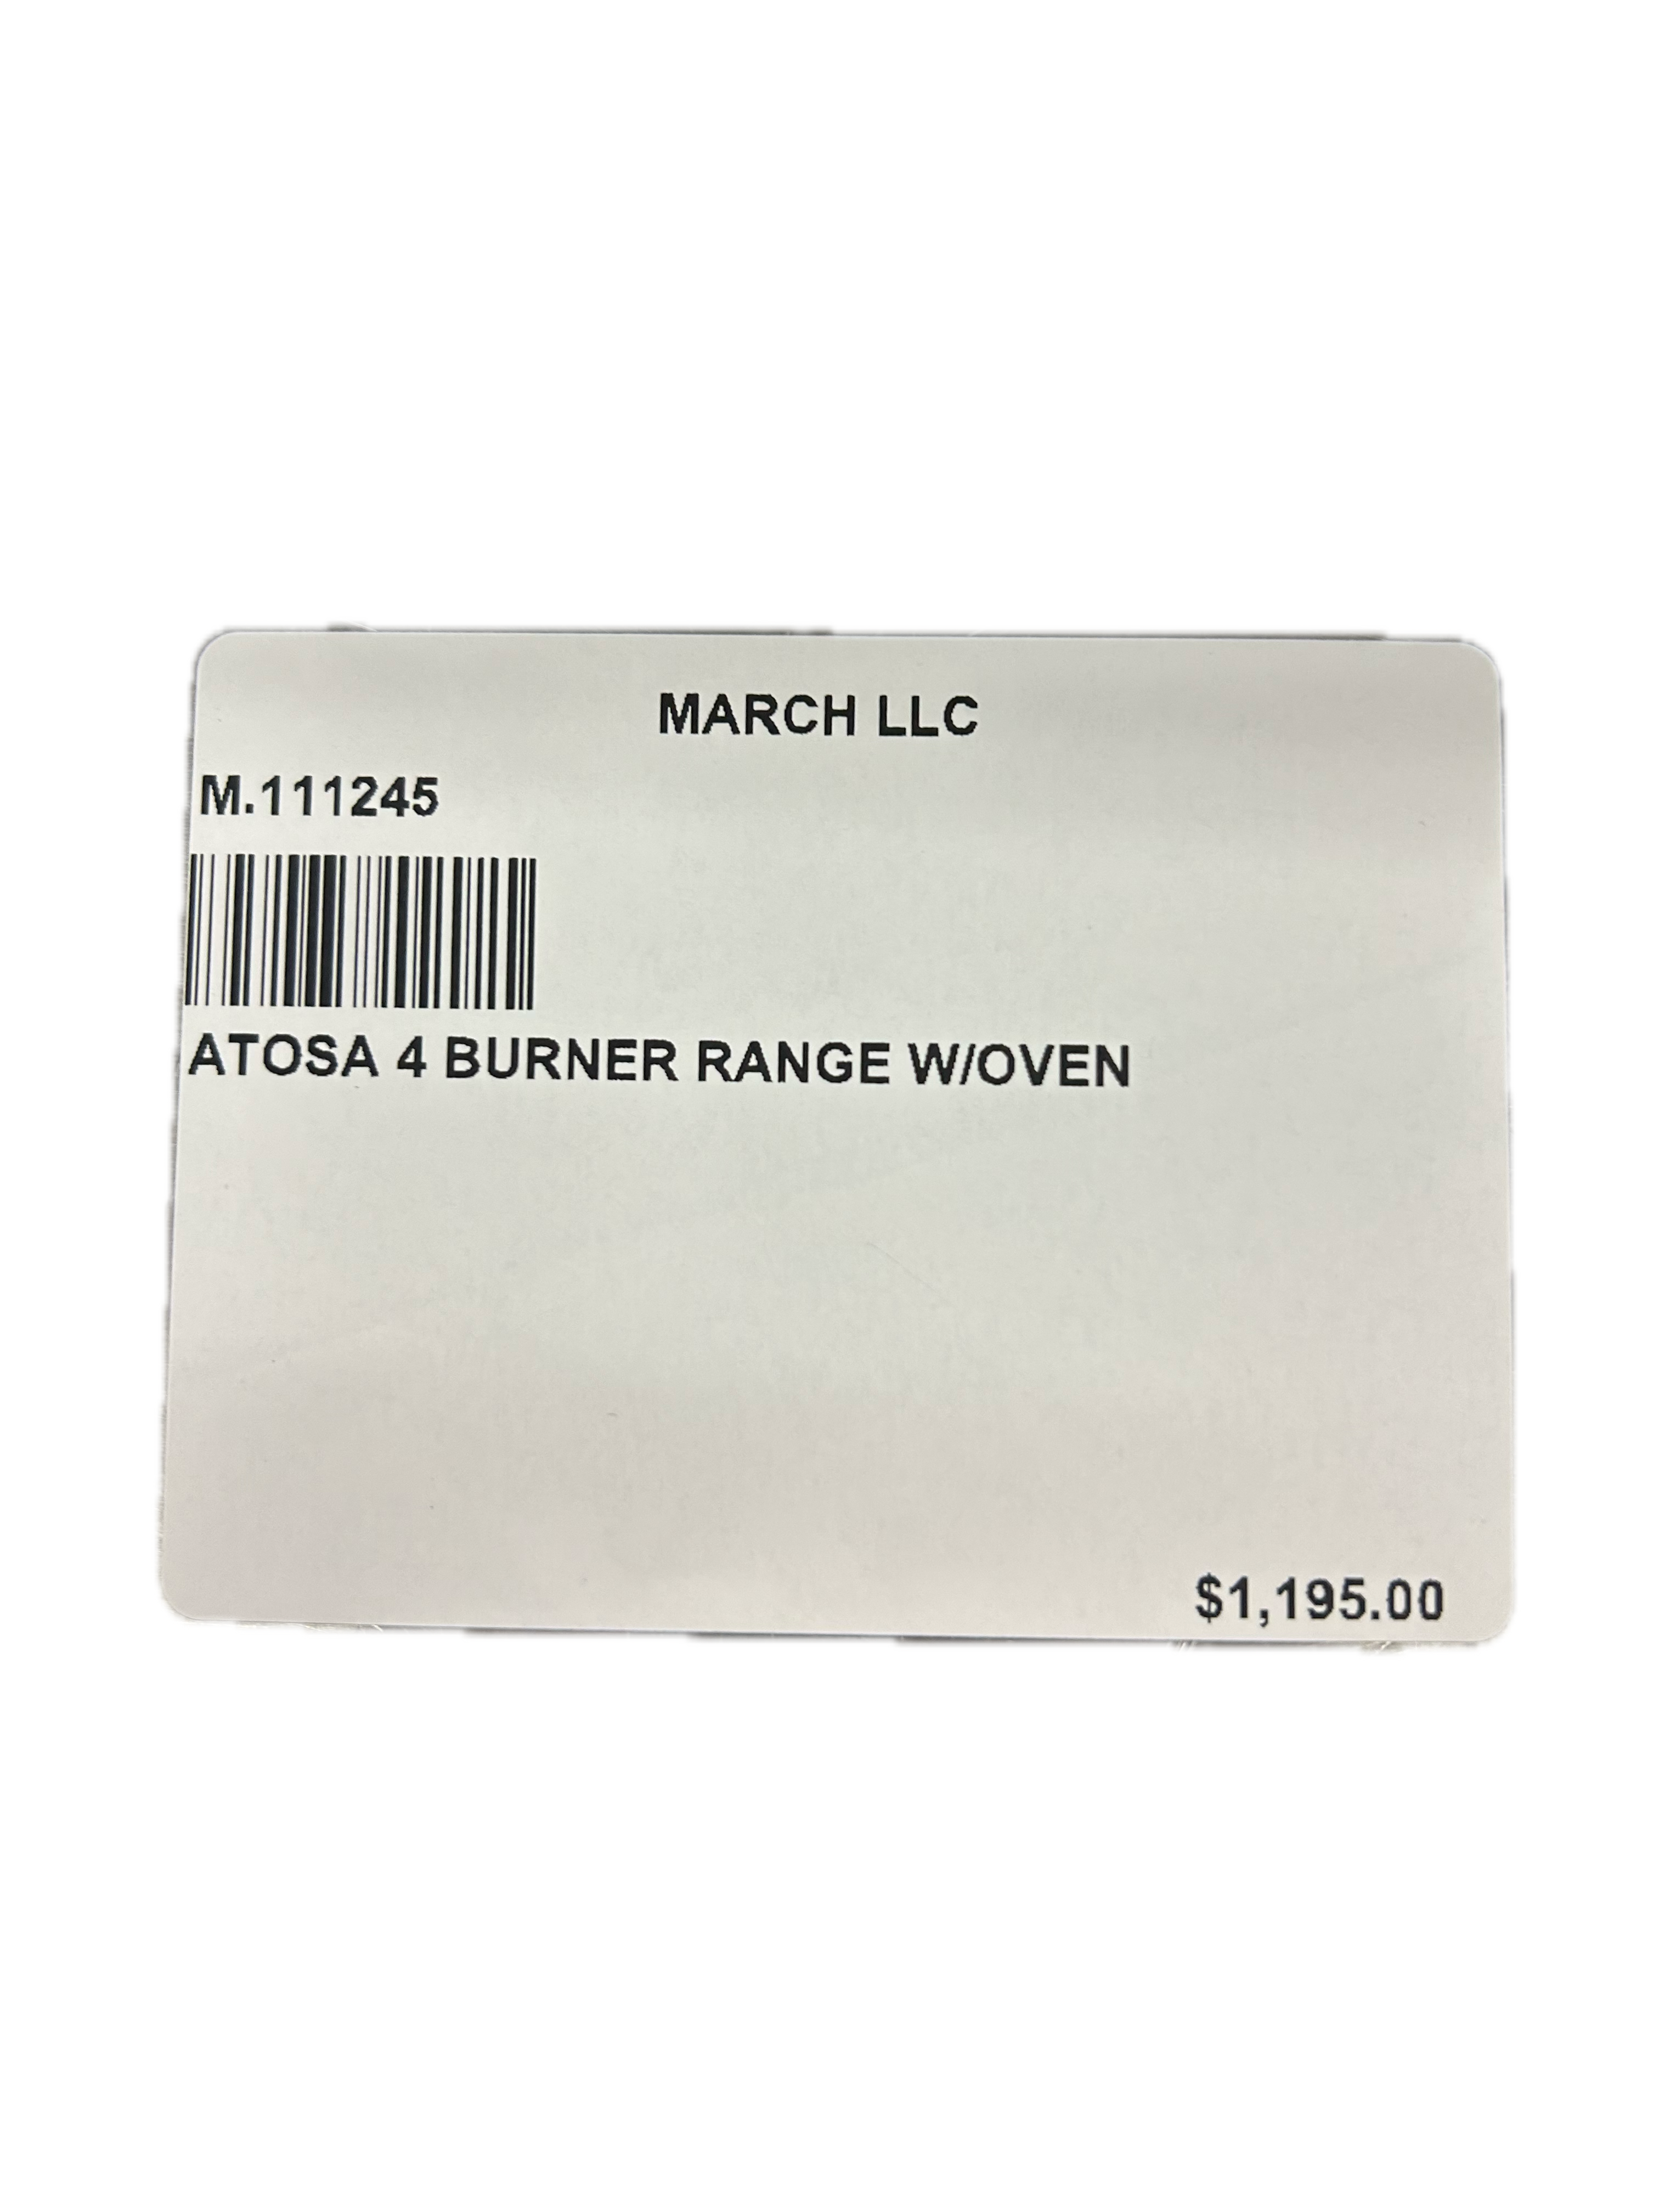 MARCH LLC
M.111245
ATOSA 4 BURNER RANGE W/OVEN
$1,195.00